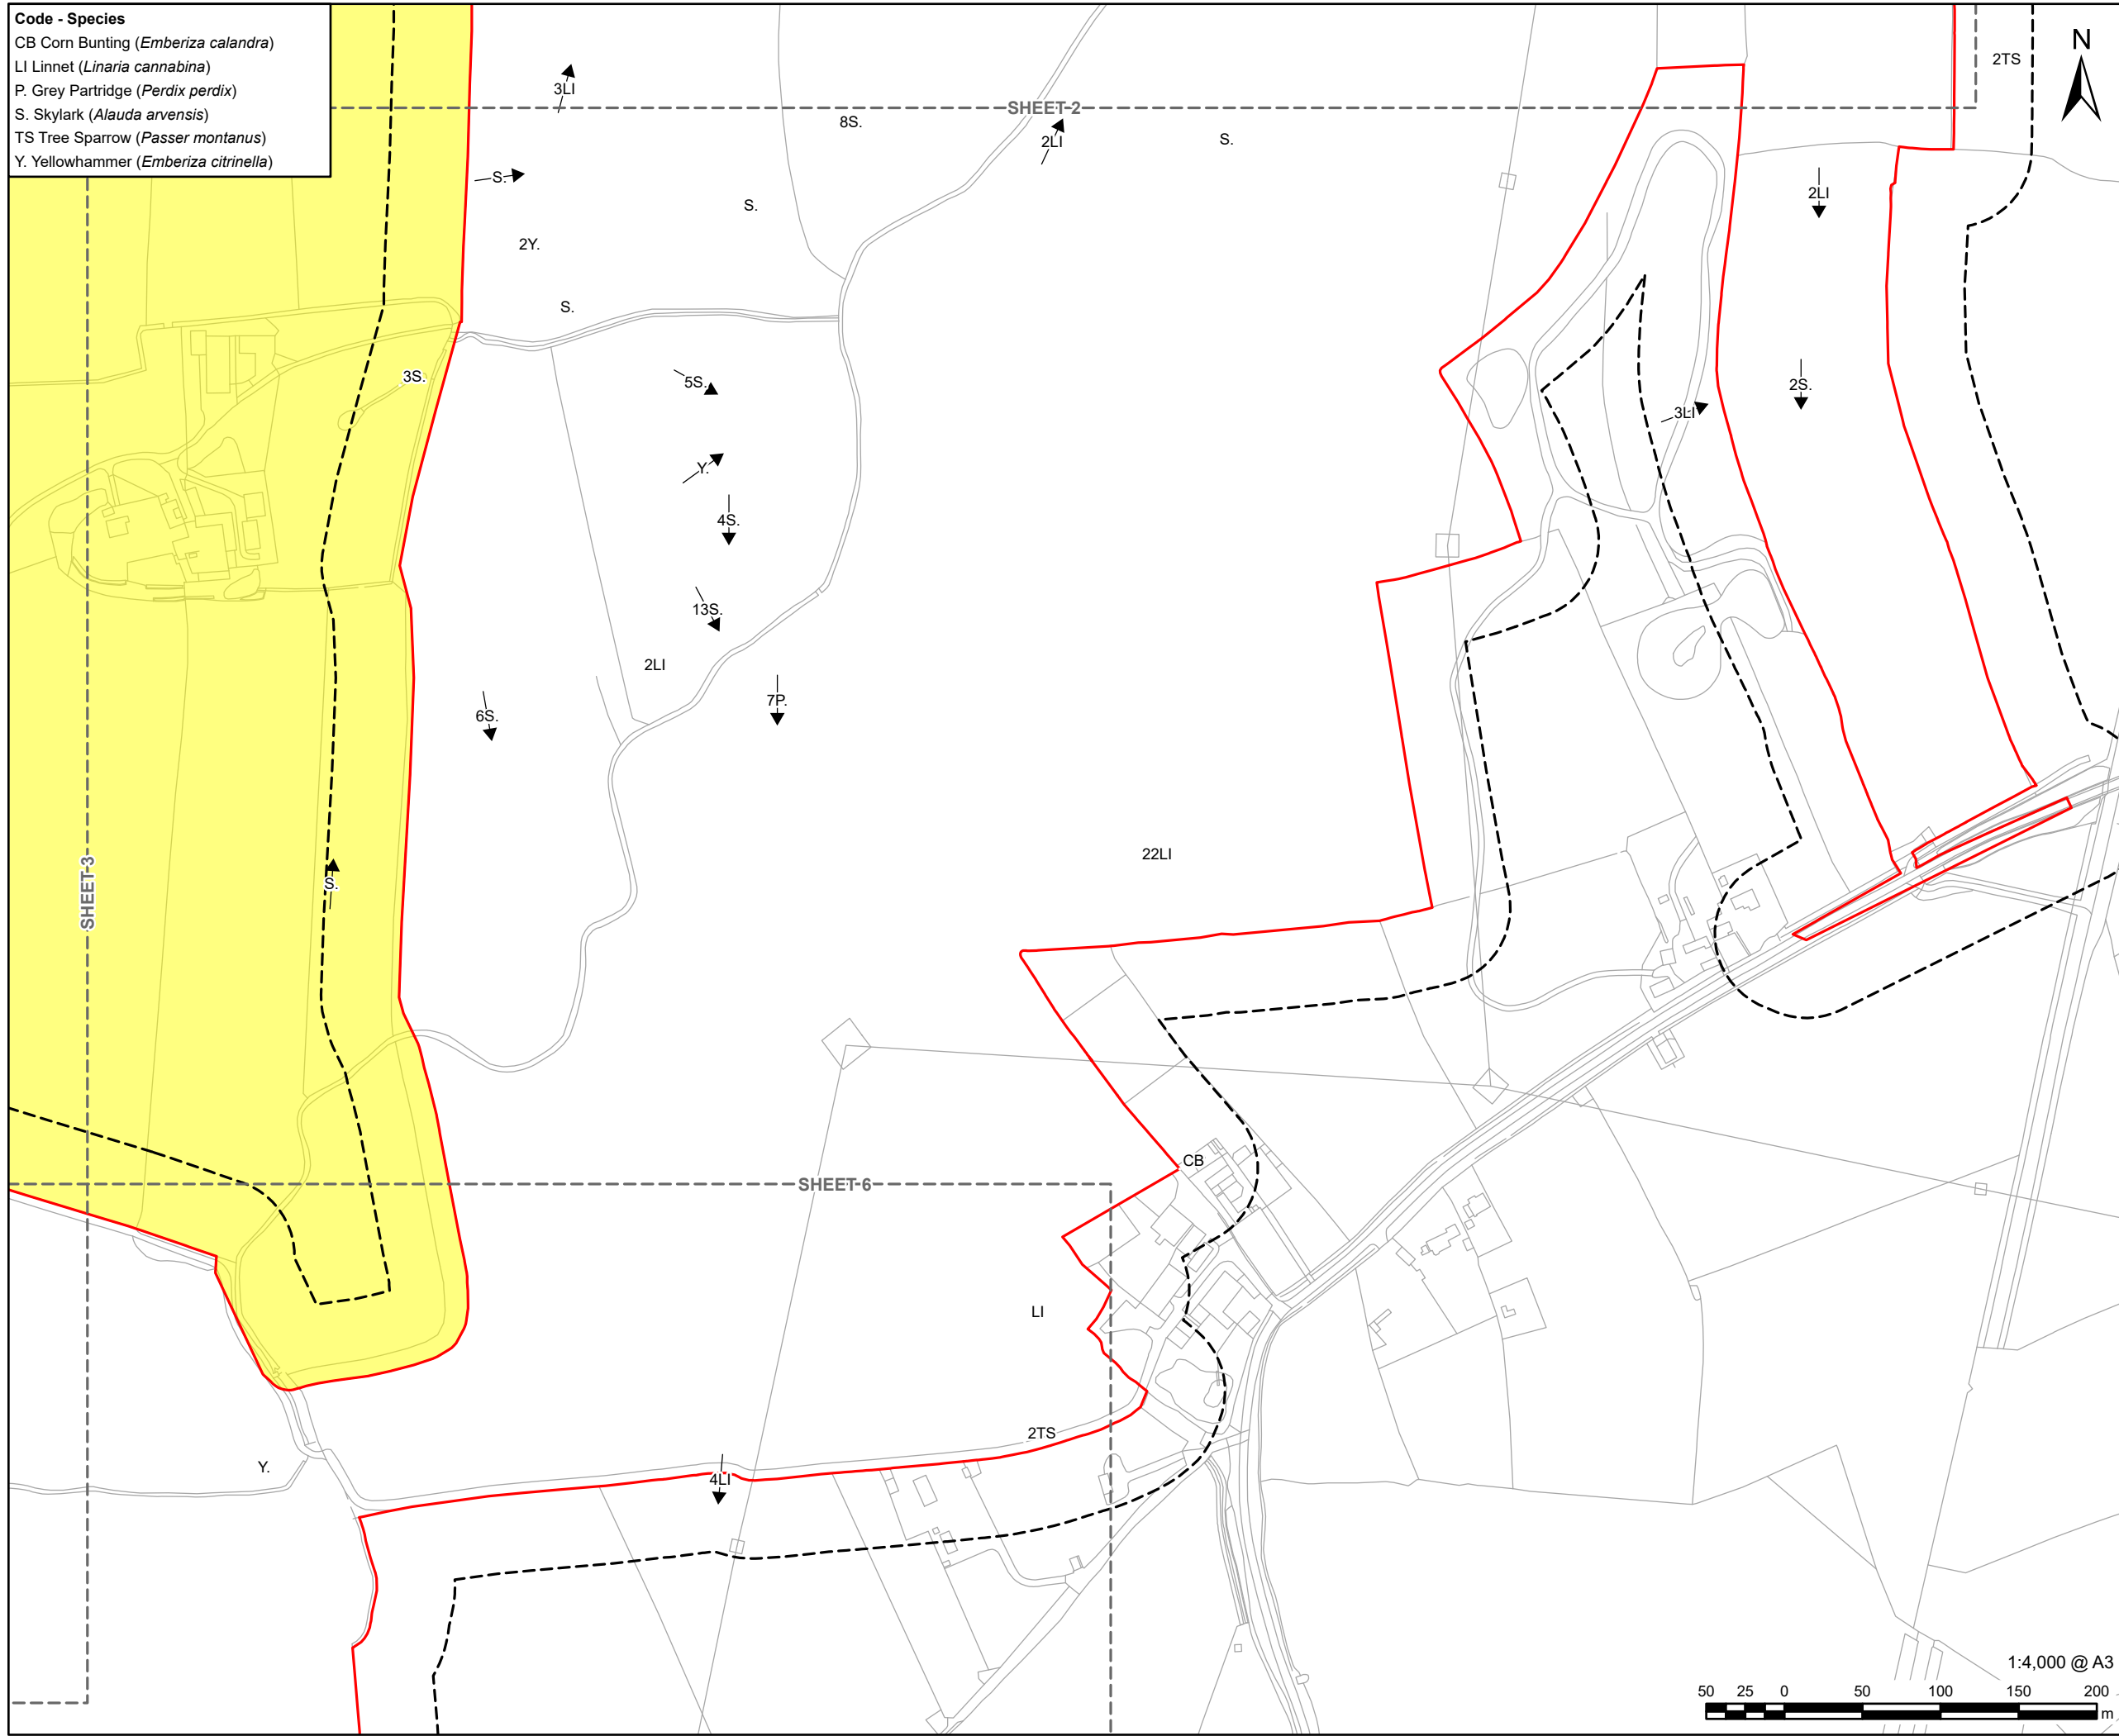 Code - Species
CB Corn Bunting (Emberiza calandra)
LI Linnet (Linaria cannabina)
P. Grey Partridge (Perdix perdix)
S. Skylark (Alauda arvensis)
TS Tree Sparrow (Passer montanus)
Y. Yellowhammer (Emberiza citrinella)
N
2TS
3LI
SHEET 2
8S.
2LI
S.
S.
2LI
S.
2Y.
S.
3S.
5S.
2S.
3LI
Y.
4S.
13S.
2LI
7P.
6S.
22LI
S.
SHEET 3
CB
SHEET 6
LI
2TS
Y.
4LI
1:4,000 @ A3
50 25 0 50 100 150 200
m